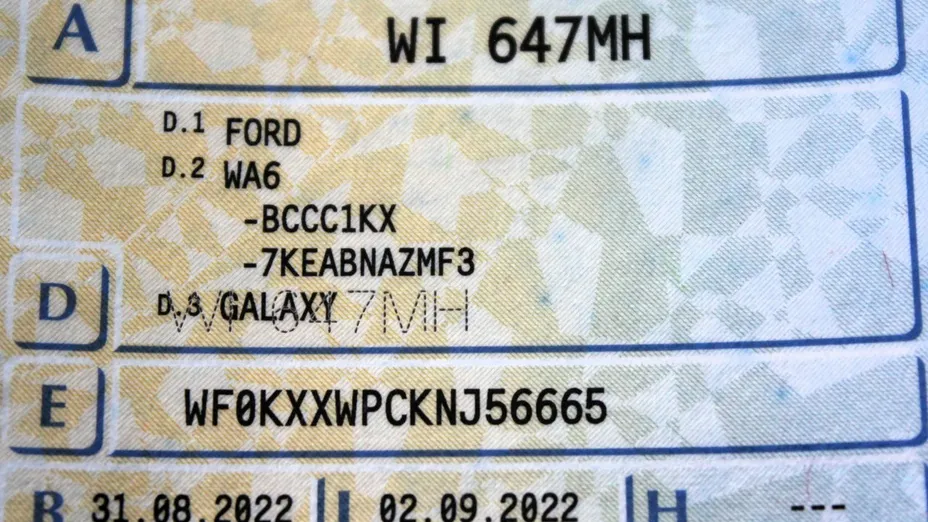 A WI 647MH
D.1 FORD
D.2 WA6
-BCCC1KX
-7KEABNAZMF3
D D.3 GALAXY
WI 647MH
E WF0KXXWPCKNJ56665
B 31.08.2022 I 02.09.2022 H ---